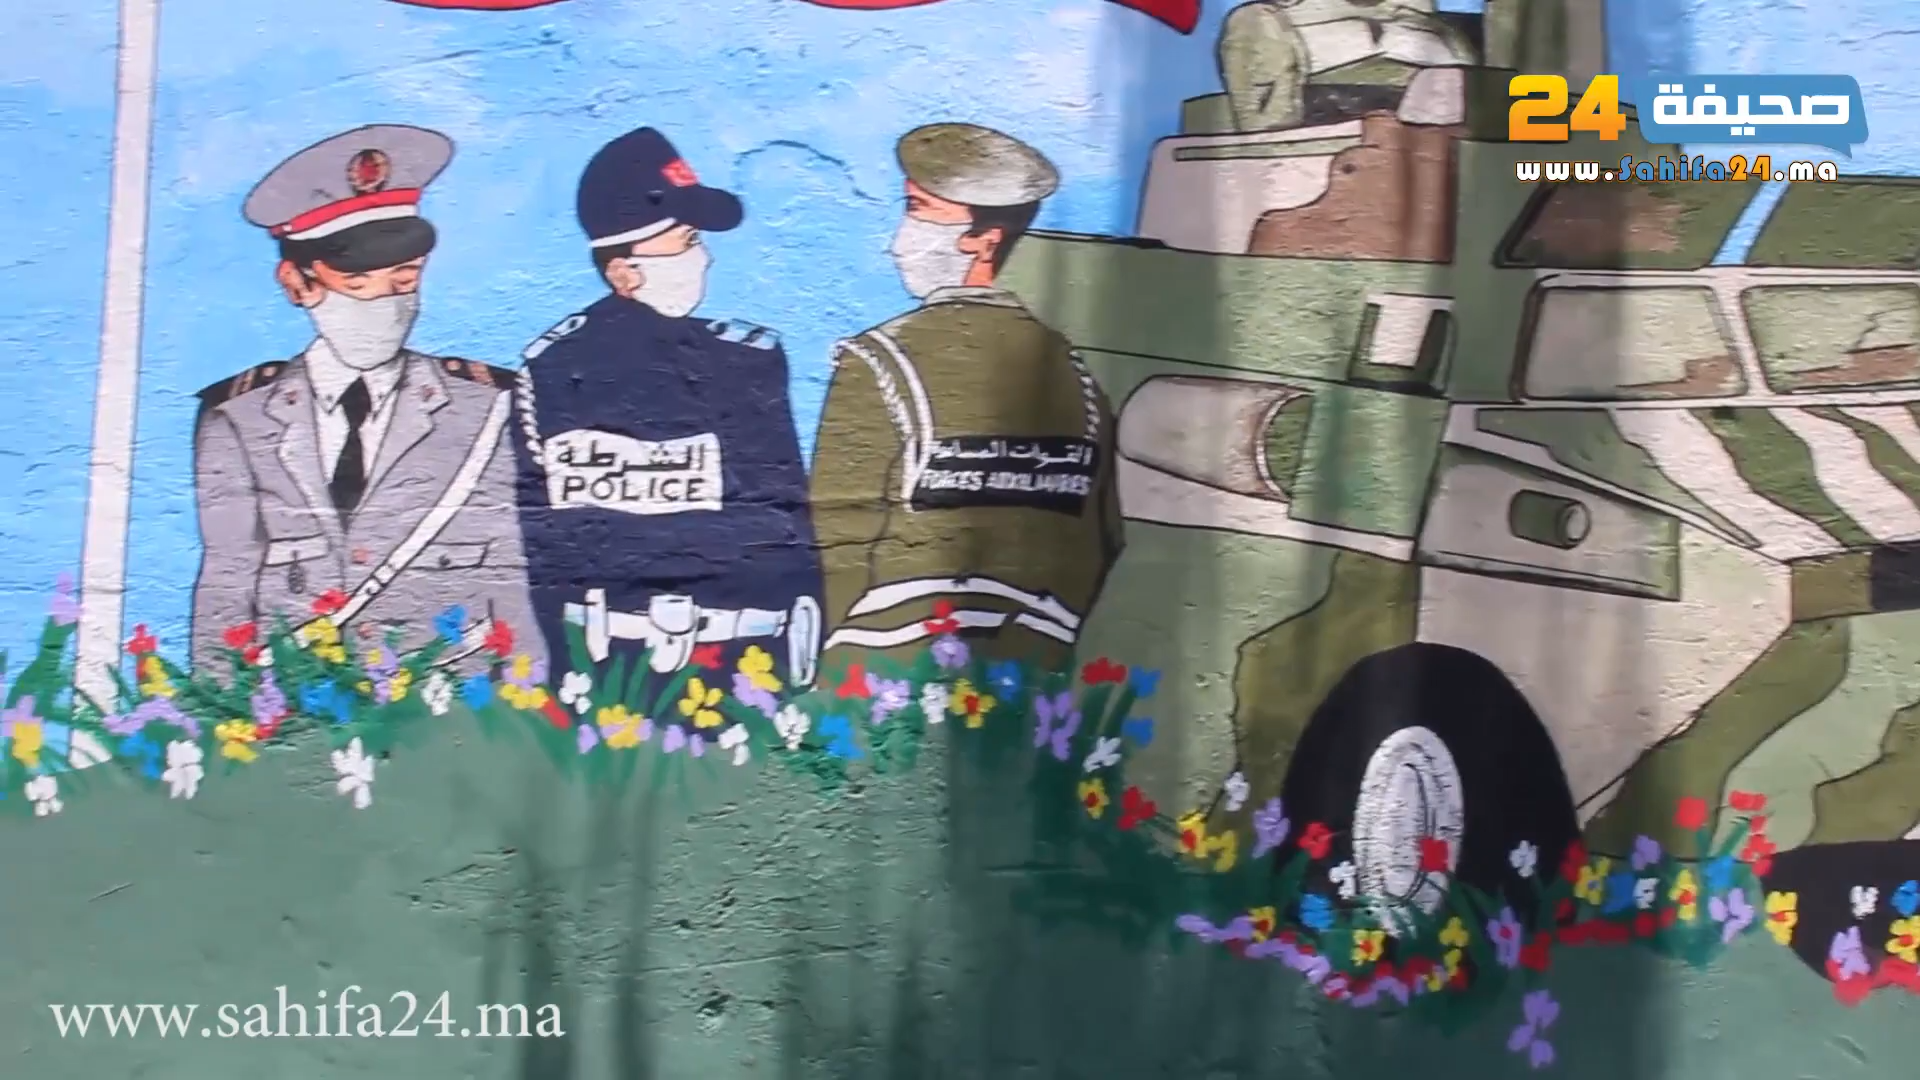 24 صحيفة
www.Sahifa24.ma
الشرطة
POLICE
القوات المساعدة
FORCES AUXILIAIRES
www.sahifa24.ma